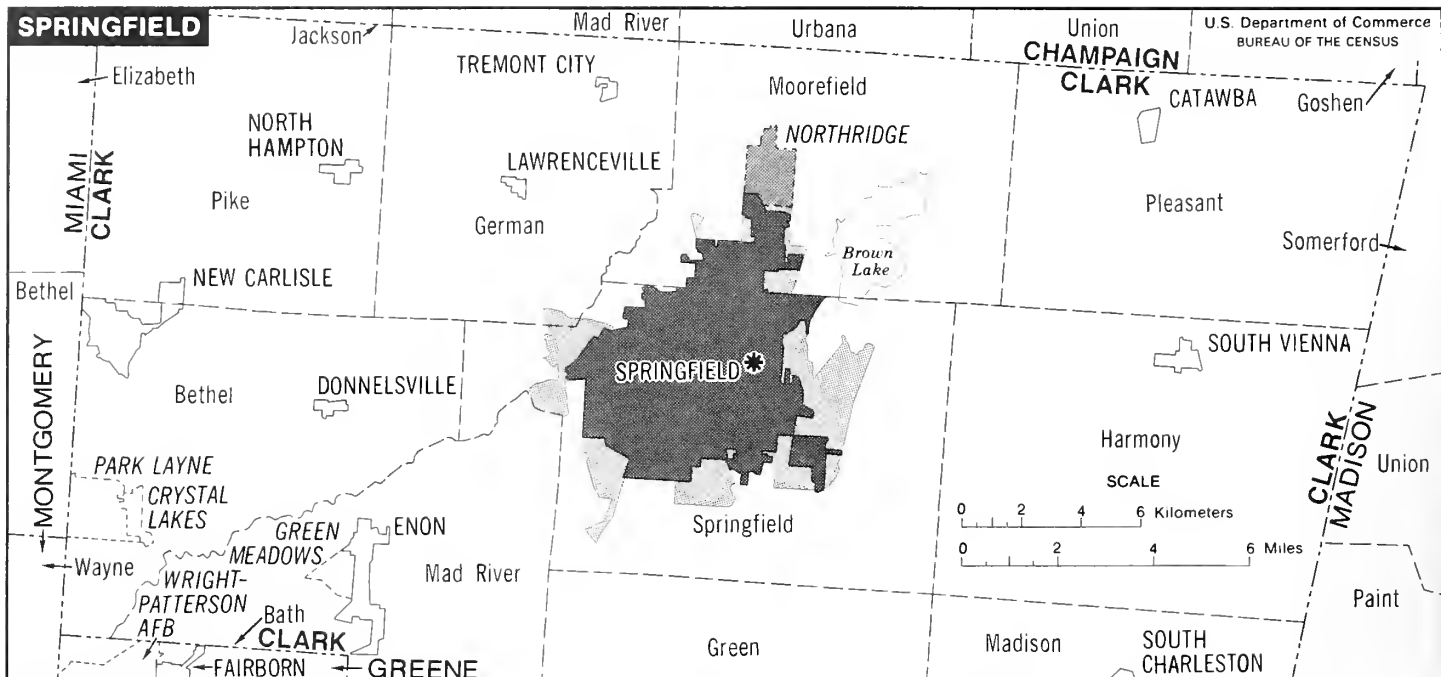 SPRINGFIELD
Jackson
Mad River
Urbana
Union
U.S. Department of Commerce
BUREAU OF THE CENSUS
CHAMPAIGN
CLARK
Elizabeth
TREMONT CITY
Moorefield
CATAWBA
Goshen
NORTH
HAMPTON
NORTHRIDGE
LAWRENCEVILLE
MIAMI
CLARK
Pike
German
Pleasant
Somerford
Brown
Lake
Bethel
NEW CARLISLE
SPRINGFIELD
SOUTH VIENNA
MONTGOMERY
Bethel
DONNELSVILLE
Harmony
CLARK
MADISON
Union
PARK LAYNE
CRYSTAL
LAKES
SCALE
0 2 4 6 Kilometers
0 2 4 6 Miles
GREEN
MEADOWS
ENON
Springfield
Wayne
WRIGHT-
PATTERSON
AFB
Mad River
Paint
Bath
CLARK
FAIRBORN
GREENE
Green
Madison
SOUTH
CHARLESTON